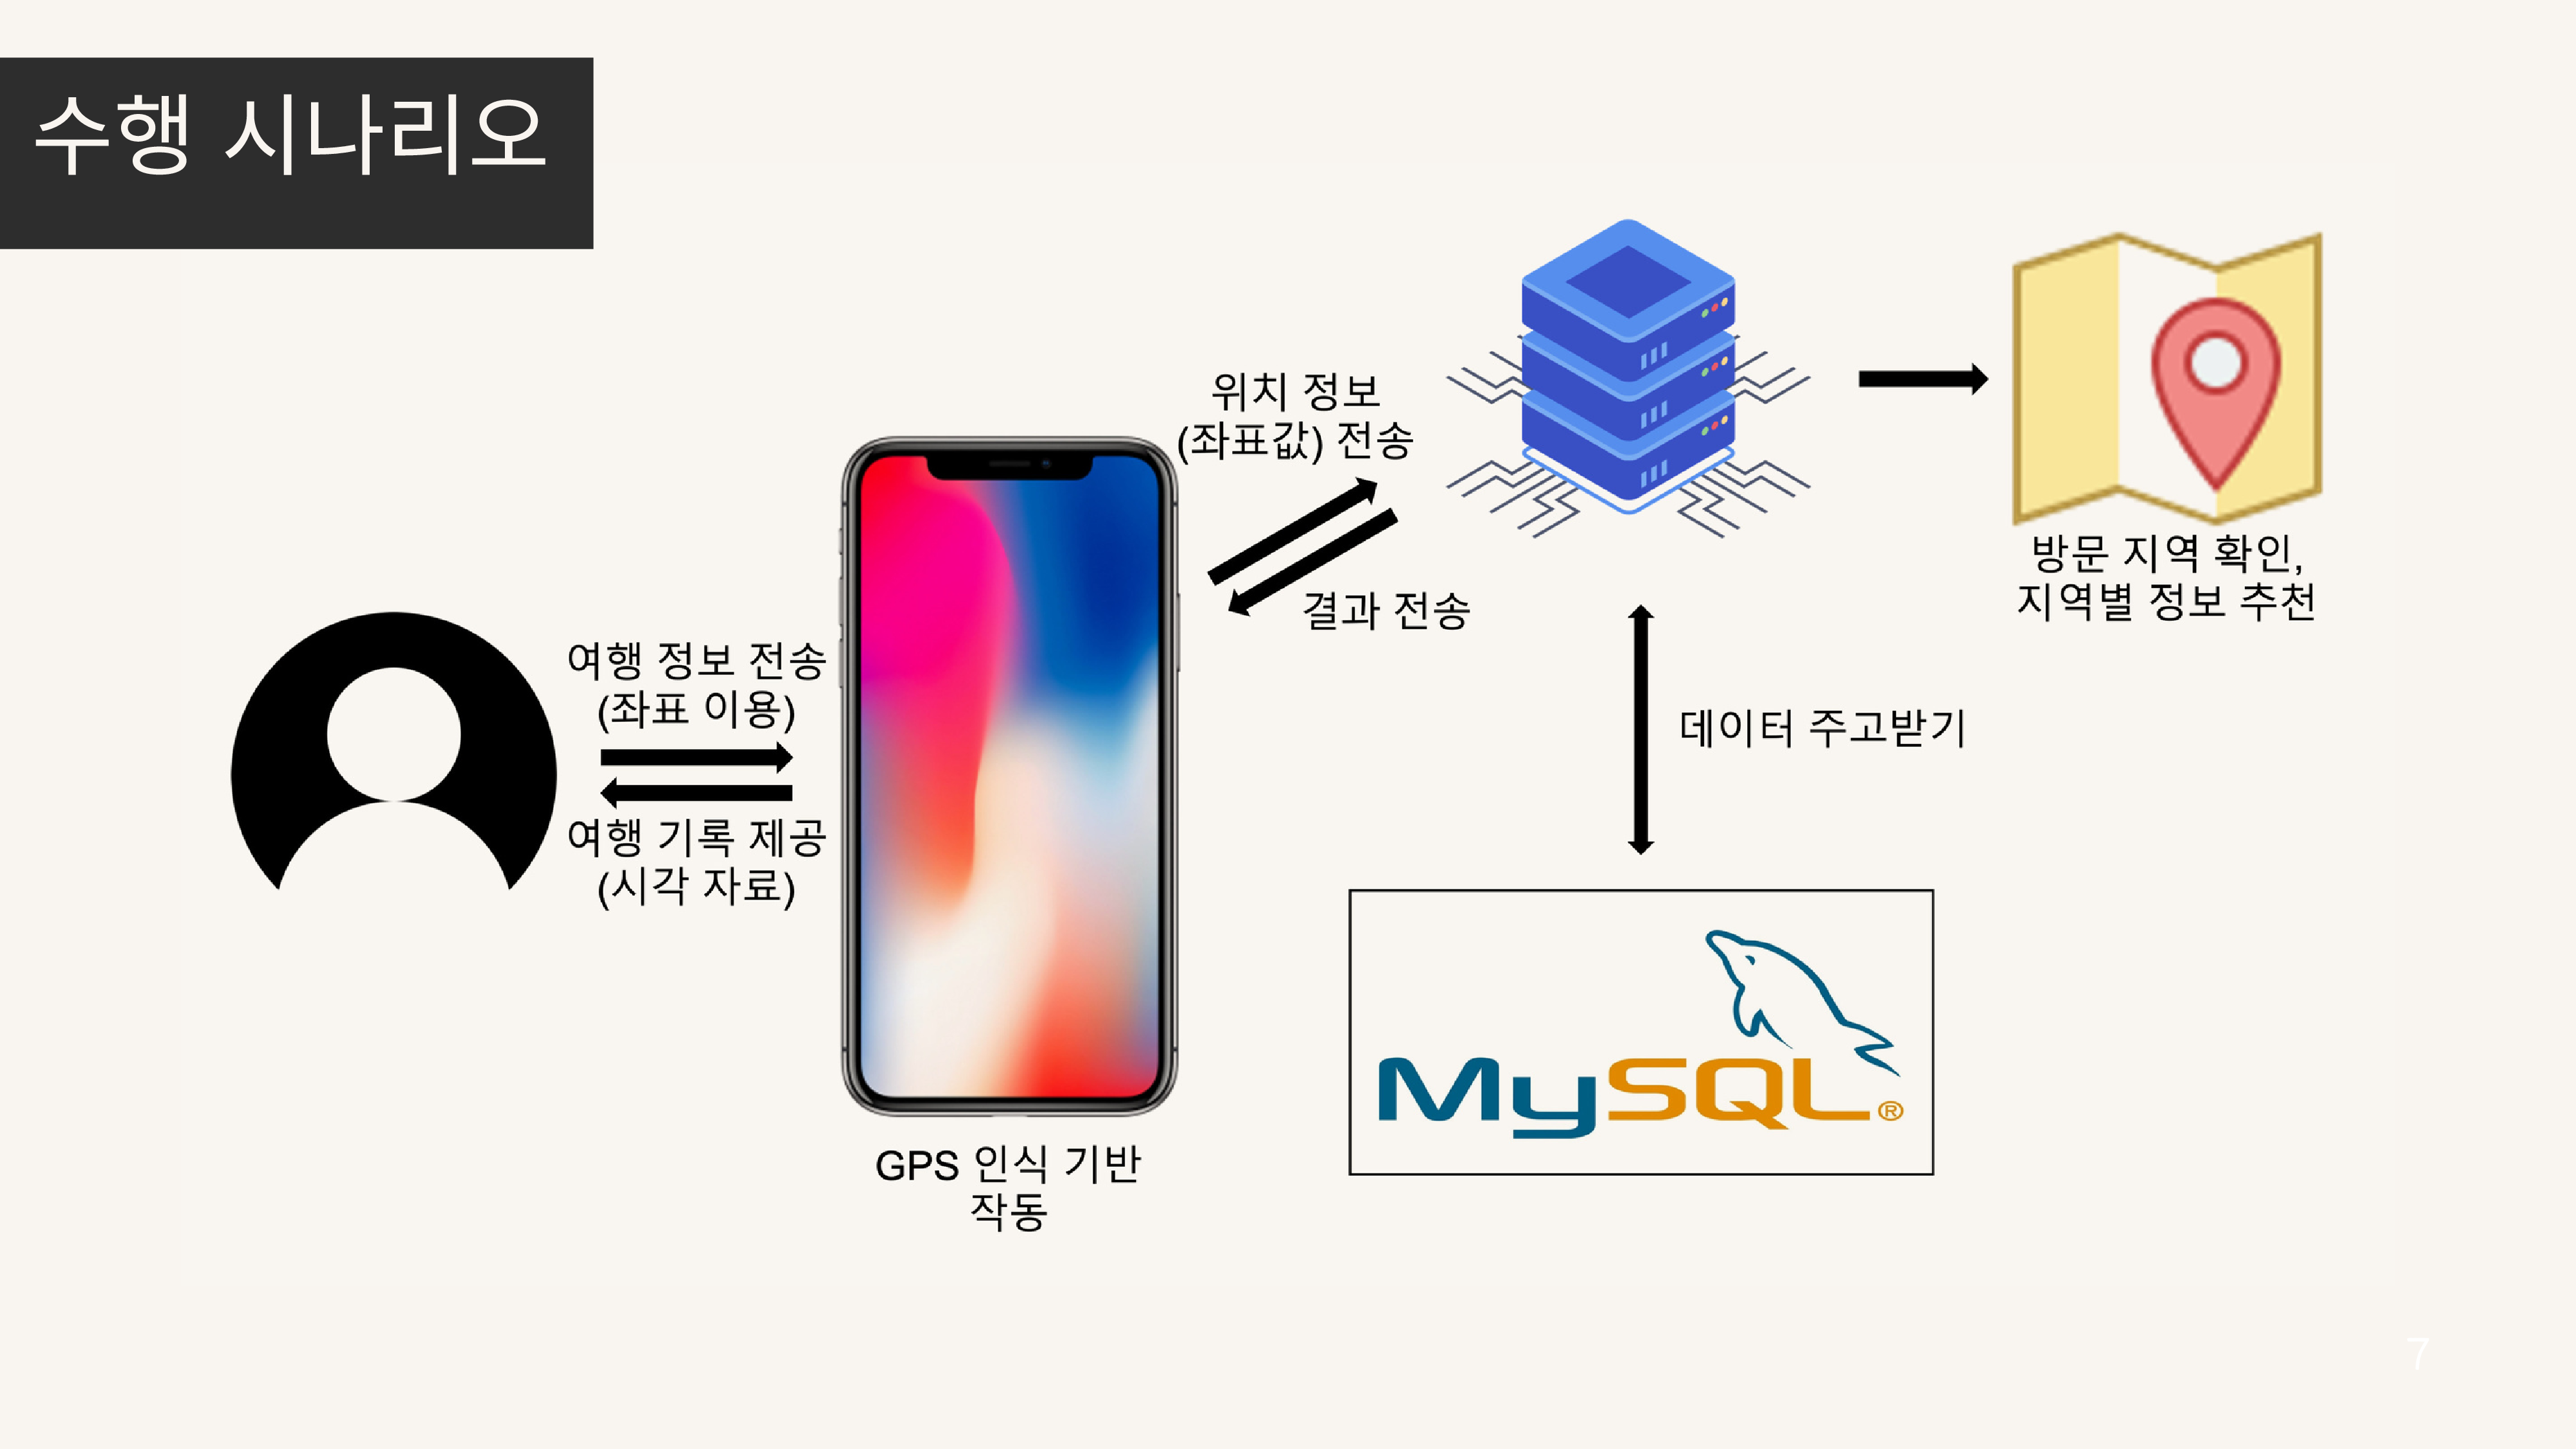 수행 시나리오
위치 정보
(좌표값) 전송
결과 전송
방문 지역 확인,
지역별 정보 추천
여행 정보 전송
(좌표 이용)
여행 기록 제공
(시각 자료)
데이터 주고받기
MySQL®
GPS 인식 기반
작동
7